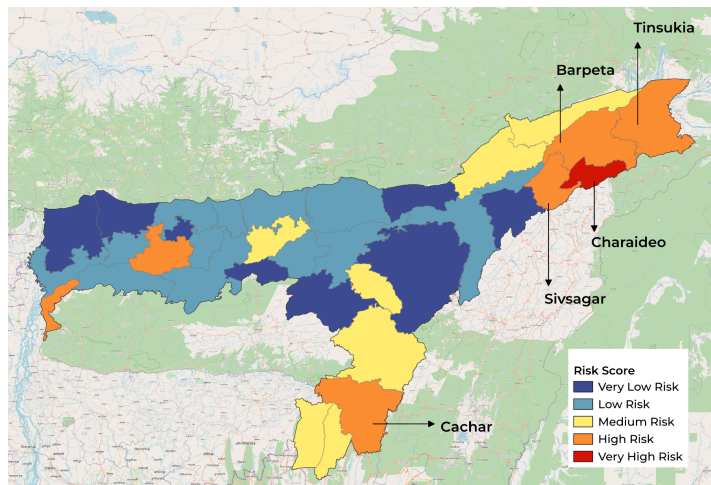 Tinsukia
Barpeta
Charaideo
Sivsagar
Cachar
Risk Score
Very Low Risk
Low Risk
Medium Risk
High Risk
Very High Risk